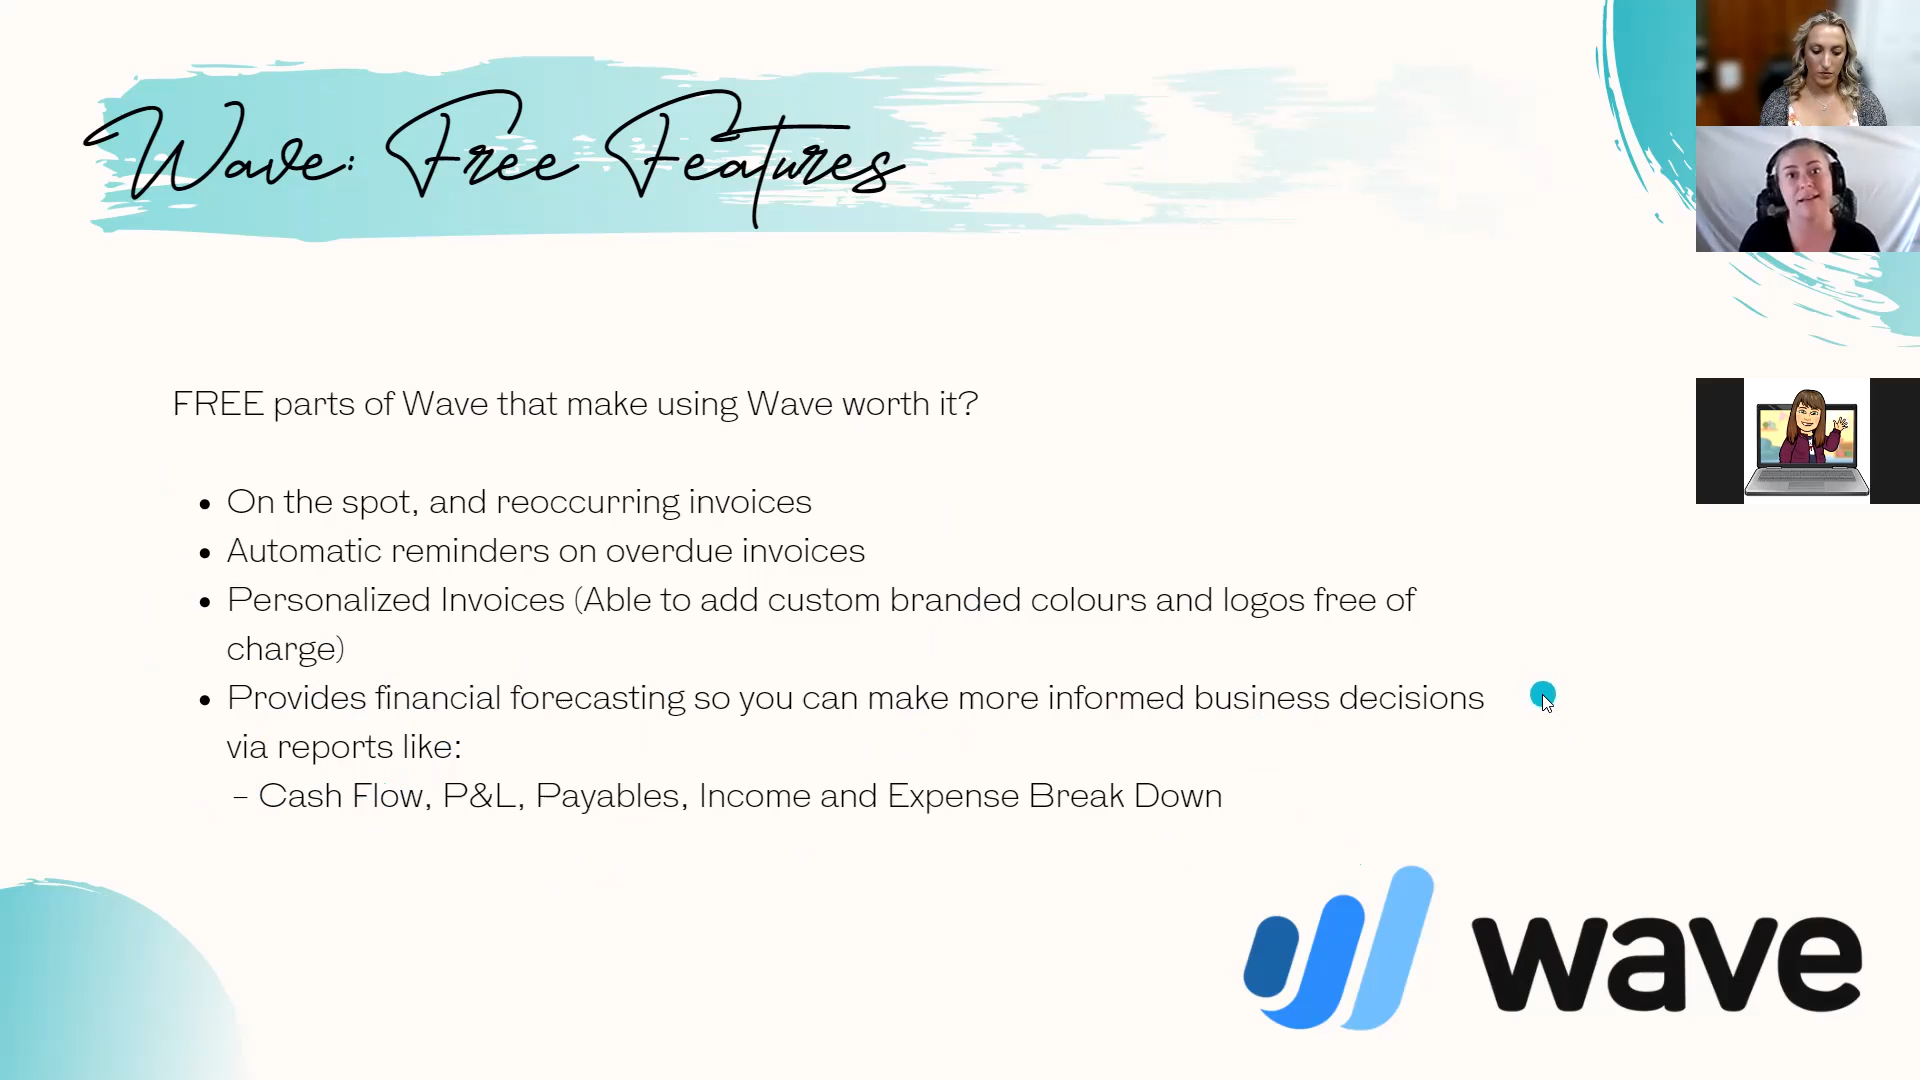 Wave: Free Features
FREE parts of Wave that make using Wave worth it?
• On the spot, and reoccurring invoices
• Automatic reminders on overdue invoices
• Personalized Invoices (Able to add custom branded colours and logos free of
charge)
• Provides financial forecasting so you can make more informed business decisions
via reports like:
- Cash Flow, P&L, Payables, Income and Expense Break Down
wave